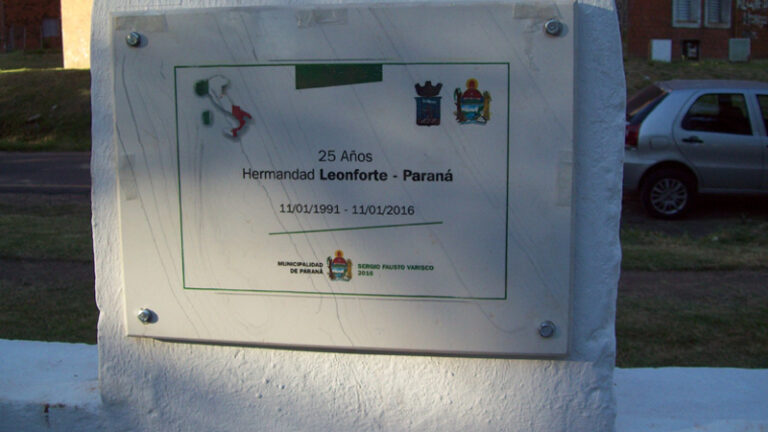 25 Años
Hermandad Leonforte - Paraná
11/01/1991 - 11/01/2016
MUNICIPALIDAD DE PARANÁ
SERGIO FAUSTO VARISCO 2016